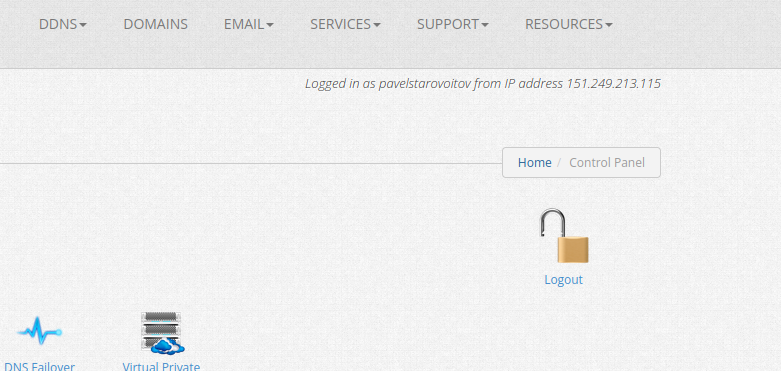 DDNS DOMAINS EMAIL SERVICES SUPPORT RESOURCES
Logged in as pavelstarovoitov from IP address 151.249.213.115
Home / Control Panel
Logout
DNS Failover Virtual Private